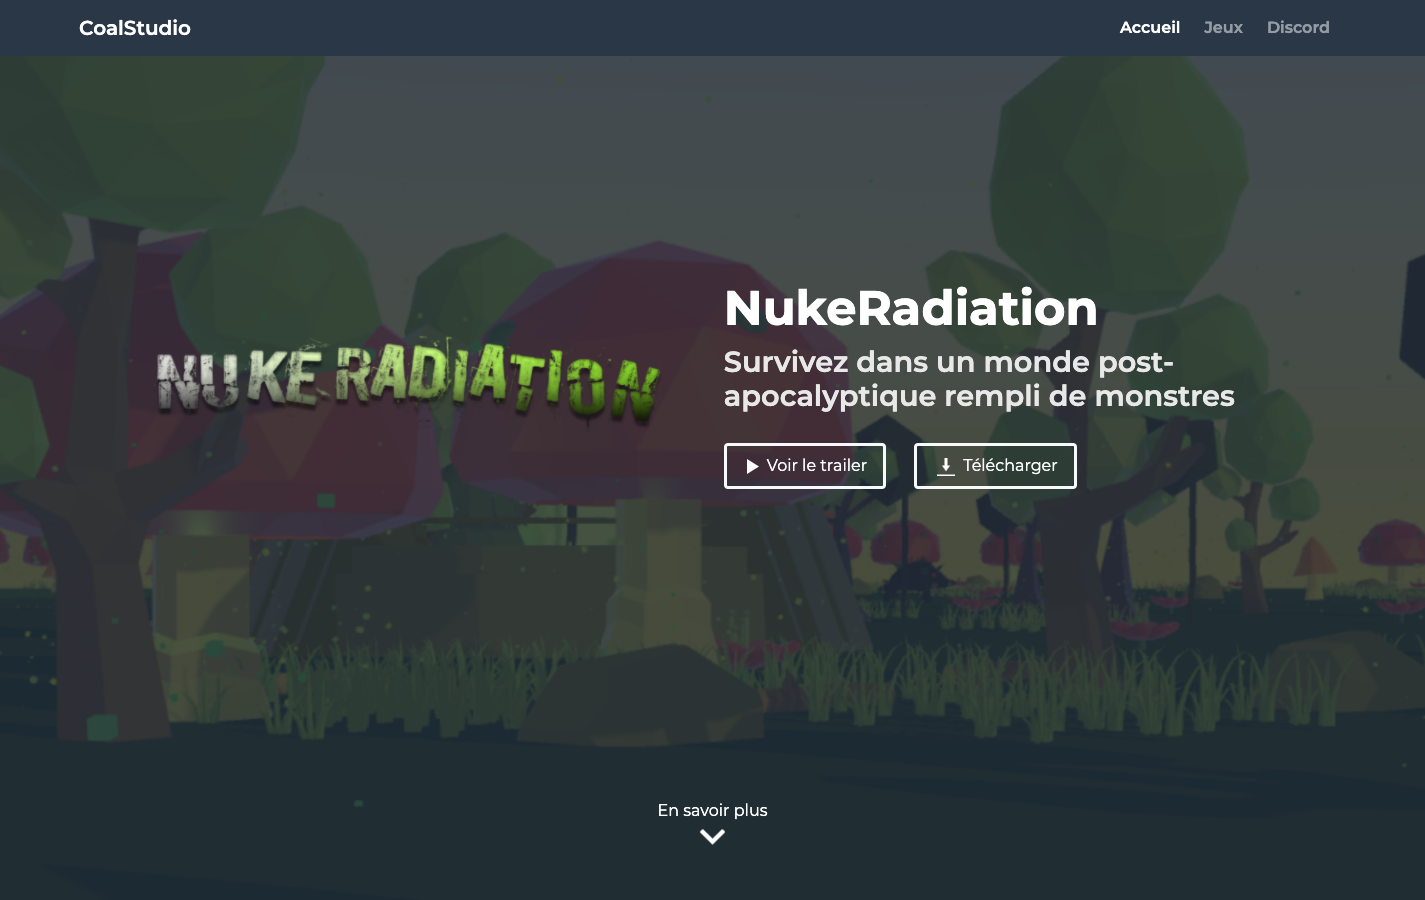 CoalStudio
Accueil Jeux Discord
NUKE RADIATION
NukeRadiation
Survivez dans un monde post-
apocalyptique rempli de monstres
Voir le trailer
Télécharger
En savoir plus